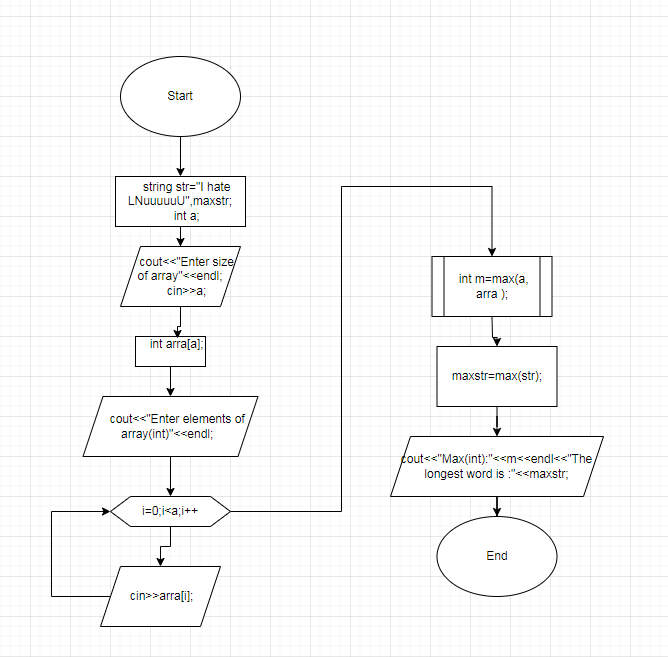 Start
string str="I hate
LNuuuuuU",maxstr;
int a;
cout<<"Enter size
of array"<<endl;
cin>>a;
int arra[a];
cout<<"Enter elements of
array(int)"<<endl;
i=0;i<a;i++
cin>>arra[i];
int m=max(a,
arra );
maxstr=max(str);
cout<<"Max(int):"<<m<<endl<<"The
longest word is :"<<maxstr;
End